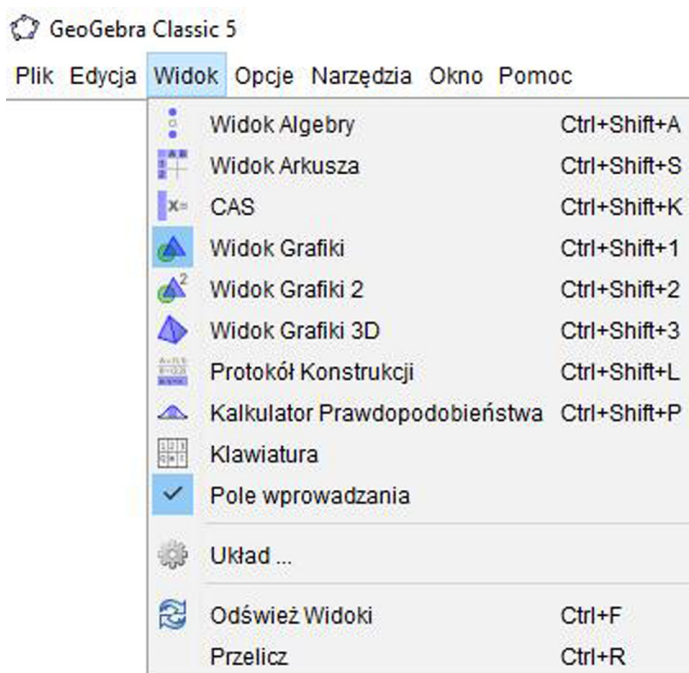 GeoGebra Classic 5
Plik Edycja Widok Opcje Narzędzia Okno Pomoc
Widok Algebry Ctrl+Shift+A
Widok Arkusza Ctrl+Shift+S
CAS Ctrl+Shift+K
Widok Grafiki Ctrl+Shift+1
Widok Grafiki 2 Ctrl+Shift+2
Widok Grafiki 3D Ctrl+Shift+3
Protokół Konstrukcji Ctrl+Shift+L
Kalkulator Prawdopodobieństwa Ctrl+Shift+P
Klawiatura
Pole wprowadzania
Układ ...
Odśwież Widoki Ctrl+F
Przelicz Ctrl+R